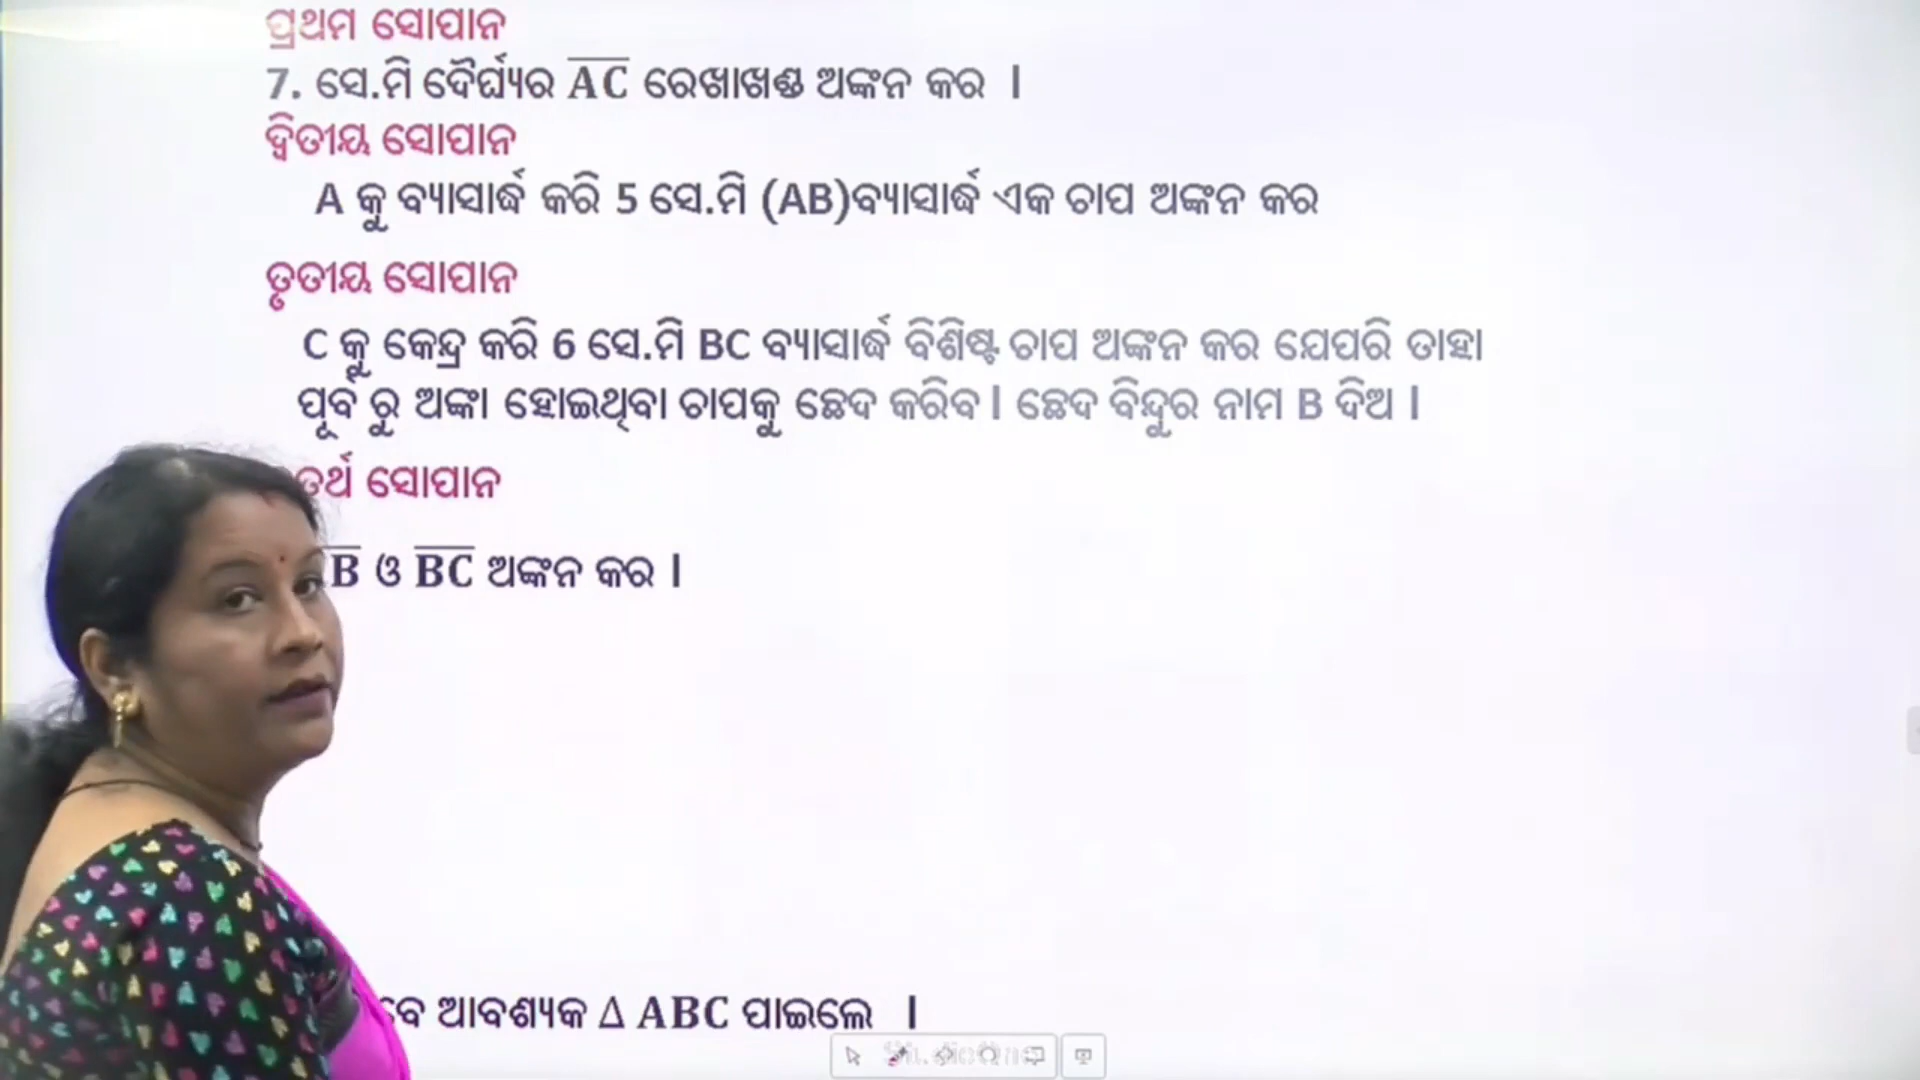 ପ୍ରଥମ ସୋପାନ
7. ସେ.ମି ଦୈର୍ଘ୍ୟର AC ରେଖାଖଣ୍ଡ ଅଙ୍କନ କର ।
ଦ୍ୱିତୀୟ ସୋପାନ
A କୁ ବ୍ୟାସାର୍ଦ୍ଧ କରି 5 ସେ.ମି (AB)ବ୍ୟାସାର୍ଦ୍ଧ ଏକ ଚାପ ଅଙ୍କନ କର
ତୃତୀୟ ସୋପାନ
C କୁ କେନ୍ଦ୍ର କରି 6 ସେ.ମି BC ବ୍ୟାସାର୍ଦ୍ଧ ବିଶିଷ୍ଟ ଚାପ ଅଙ୍କନ କର ଯେପରି ତାହା
ପୂର୍ବ ରୁ ଅଙ୍କା ହୋଇଥିବା ଚାପକୁ ଛେଦ କରିବ । ଛେଦ ବିନ୍ଦୁର ନାମ B ଦିଅ ।
ସୋପାନ
B ଓ BC ଅଙ୍କନ କର ।
ଆବଶ୍ୟକ Δ ABC ପାଇଲେ ।